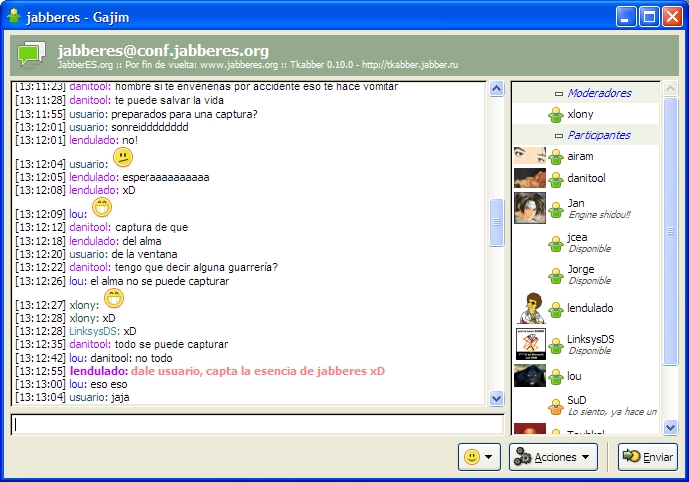 jabberes - Gajim
jabberes@conf.jabberes.org
JabberES.org :: Por fin de vuelta: www.jabberes.org :: Tkabber 0.10.0 - http://tkabber.jabber.ru
[13:11:23] danitool: hombre si te envenenas por accidente eso te hace vomitar
[13:11:28] danitool: te puede salvar la vida
[13:11:55] usuario: preparados para una captura?
[13:12:01] usuario: sonreidddddddd
[13:12:01] lendulado: no!
[13:12:04] usuario:
[13:12:05] lendulado: esperaaaaaaaaaa
[13:12:08] lendulado: xD
[13:12:09] lou:
[13:12:12] danitool: captura de que
[13:12:18] lendulado: del alma
[13:12:20] usuario: de la ventana
[13:12:22] danitool: tengo que decir alguna guarrería?
[13:12:26] lou: el alma no se puede capturar
[13:12:27] xlony:
[13:12:28] xlony: xD
[13:12:28] LinksysDS: xD
[13:12:35] danitool: todo se puede capturar
[13:12:42] lou: danitool: no todo
[13:12:55] lendulado: dale usuario, capta la esencia de jabberes xD
[13:13:00] lou: eso eso
[13:13:04] usuario: jaja
Moderadores
xlony
Participantes
airam
danitool
Jan
Engine shidou!!
jcea
Disponible
Jorge
Disponible
lendulado
LinksysDS
Disponible
lou
SuD
Lo siento, ya hace un
Acciones
Enviar